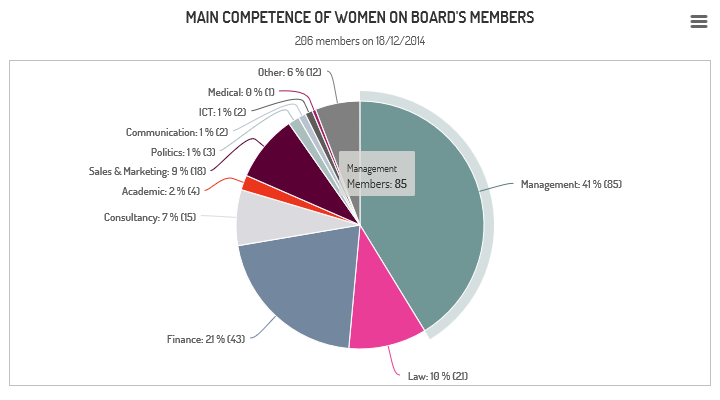 MAIN COMPETENCE OF WOMEN ON BOARD'S MEMBERS
206 members on 18/12/2014
Other: 6 % (12)
Medical: 0 % (1)
ICT: 1 % (2)
Communication: 1 % (2)
Politics: 1 % (3)
Sales & Marketing: 9 % (18)
Academic: 2 % (4)
Consultancy: 7 % (15)
Finance: 21 % (43)
Law: 10 % (21)
Management: 41 % (85)
Management
Members: 85